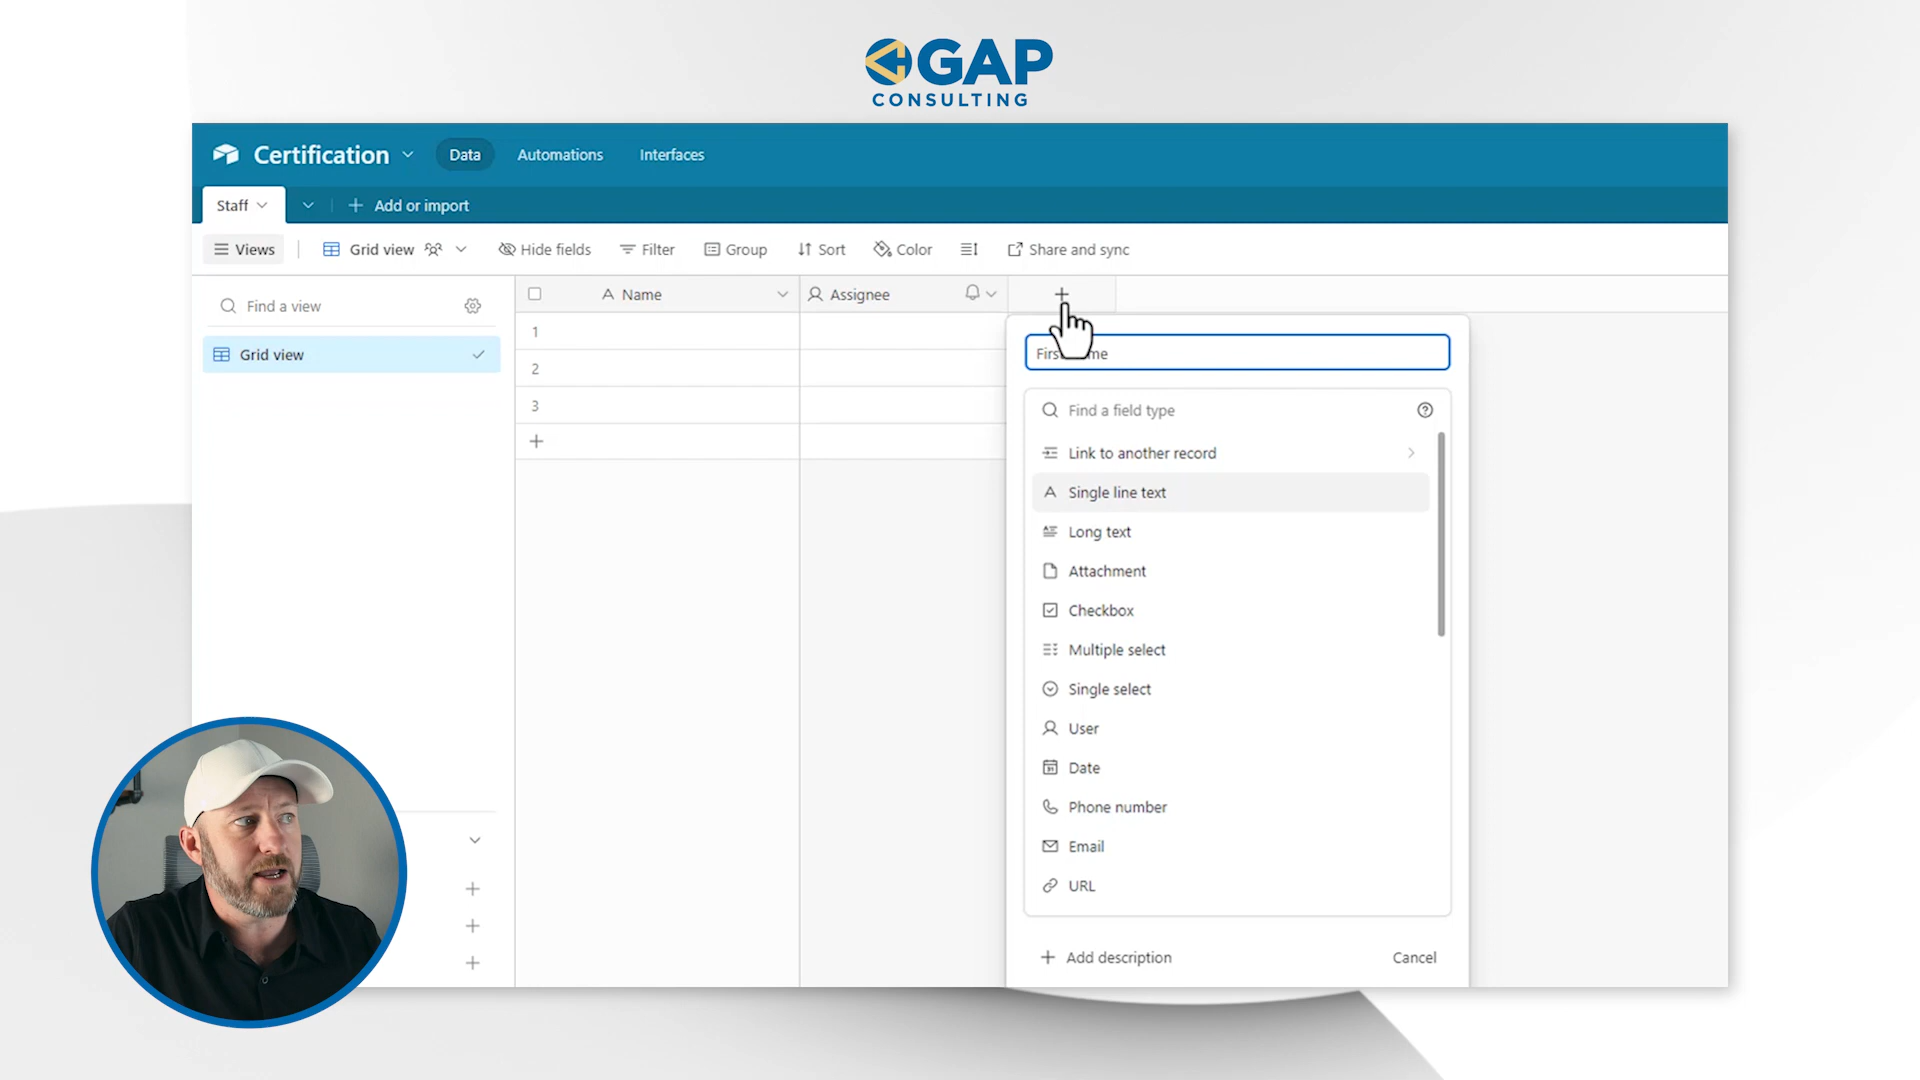 GAP
CONSULTING
Certification
Data
Automations
Interfaces
Staff
Add or import
Views
Grid view
Hide fields
Filter
Group
Sort
Color
Share and sync
Find a view
Grid view
Name
Assignee
1
2
3
Find a field type
Link to another record
Single line text
Long text
Attachment
Checkbox
Multiple select
Single select
User
Date
Phone number
Email
URL
Add description
Cancel